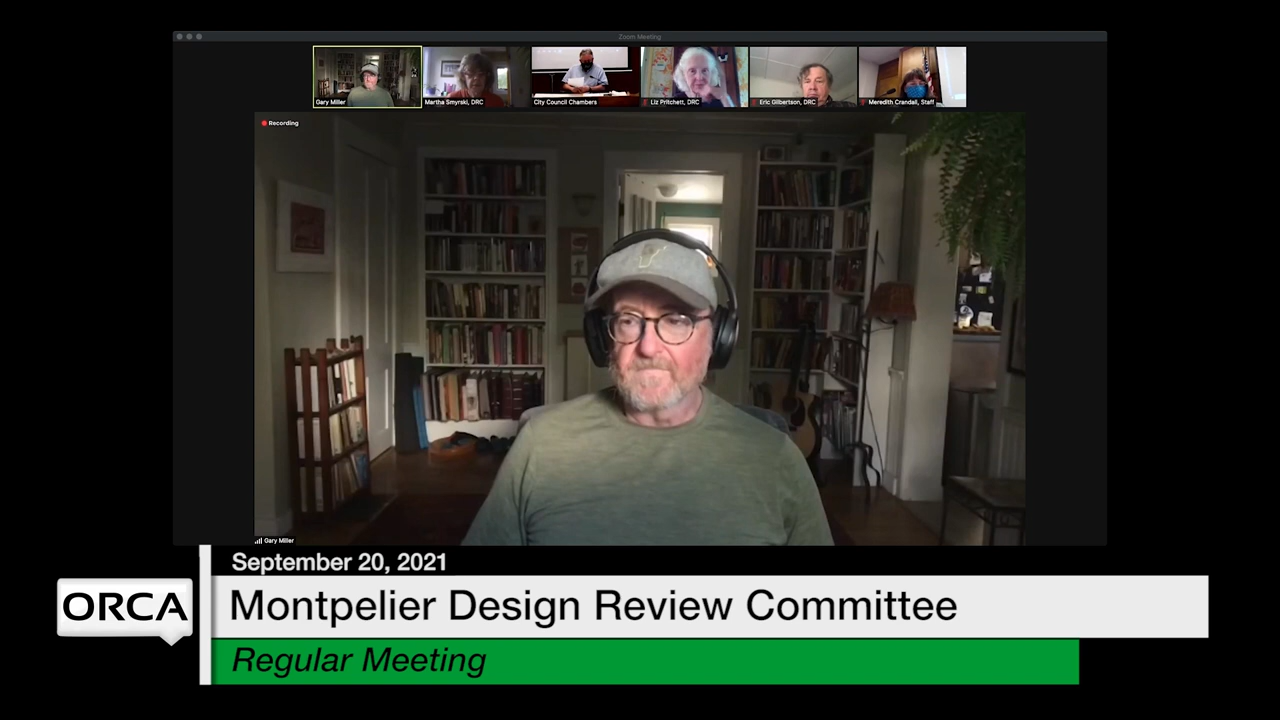 Zoom Meeting
Gary Miller
Martha Smyrski, DRC
City Council Chambers
Liz Pritchett, DRC
Eric Gilbertson, DRC
Meredith Crandall, Staff
Recording
Gary Miller
September 20, 2021
ORCA
Montpelier Design Review Committee
Regular Meeting